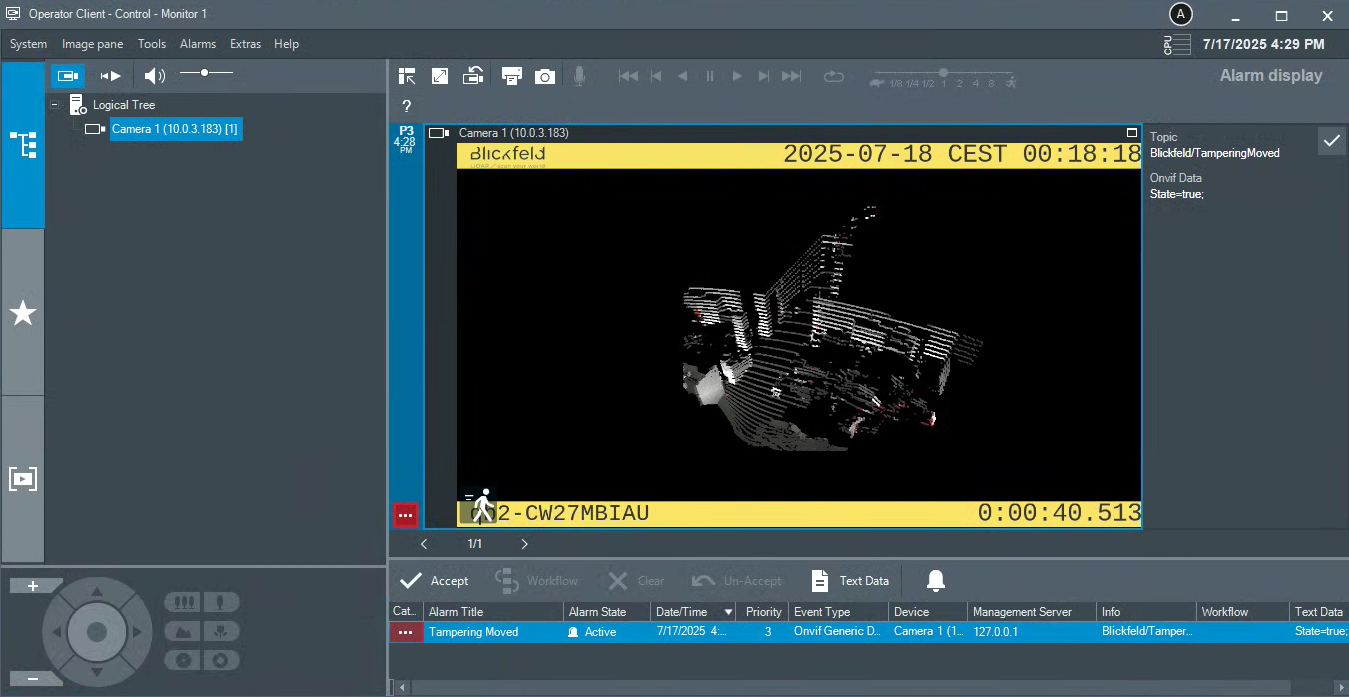 Operator Client - Control - Monitor 1
A
System Image pane Tools Alarms Extras Help
CPU
7/17/2025 4:29 PM
1/8 1/4 1/2 1 2 4 8
Alarm display
?
Logical Tree
Camera 1 (10.0.3.183) [1]
P3
4:28
PM
Camera 1 (10.0.3.183)
Blickfeld
2025-07-18 CEST 00:18:18
Topic
Blickfeld/TamperingMoved
Onvif Data
State=true;
2-CW27MBIAU
0:00:40.513
1/1
Accept Workflow Clear Un-Accept Text Data
Cat... Alarm Title Alarm State Date/Time Priority Event Type Device Management Server Info Workflow Text Data
Tampering Moved Active 7/17/2025 4:... 3 Onvif Generic D... Camera 1 (1... 127.0.0.1 Blickfeld/Tamper... State=true;